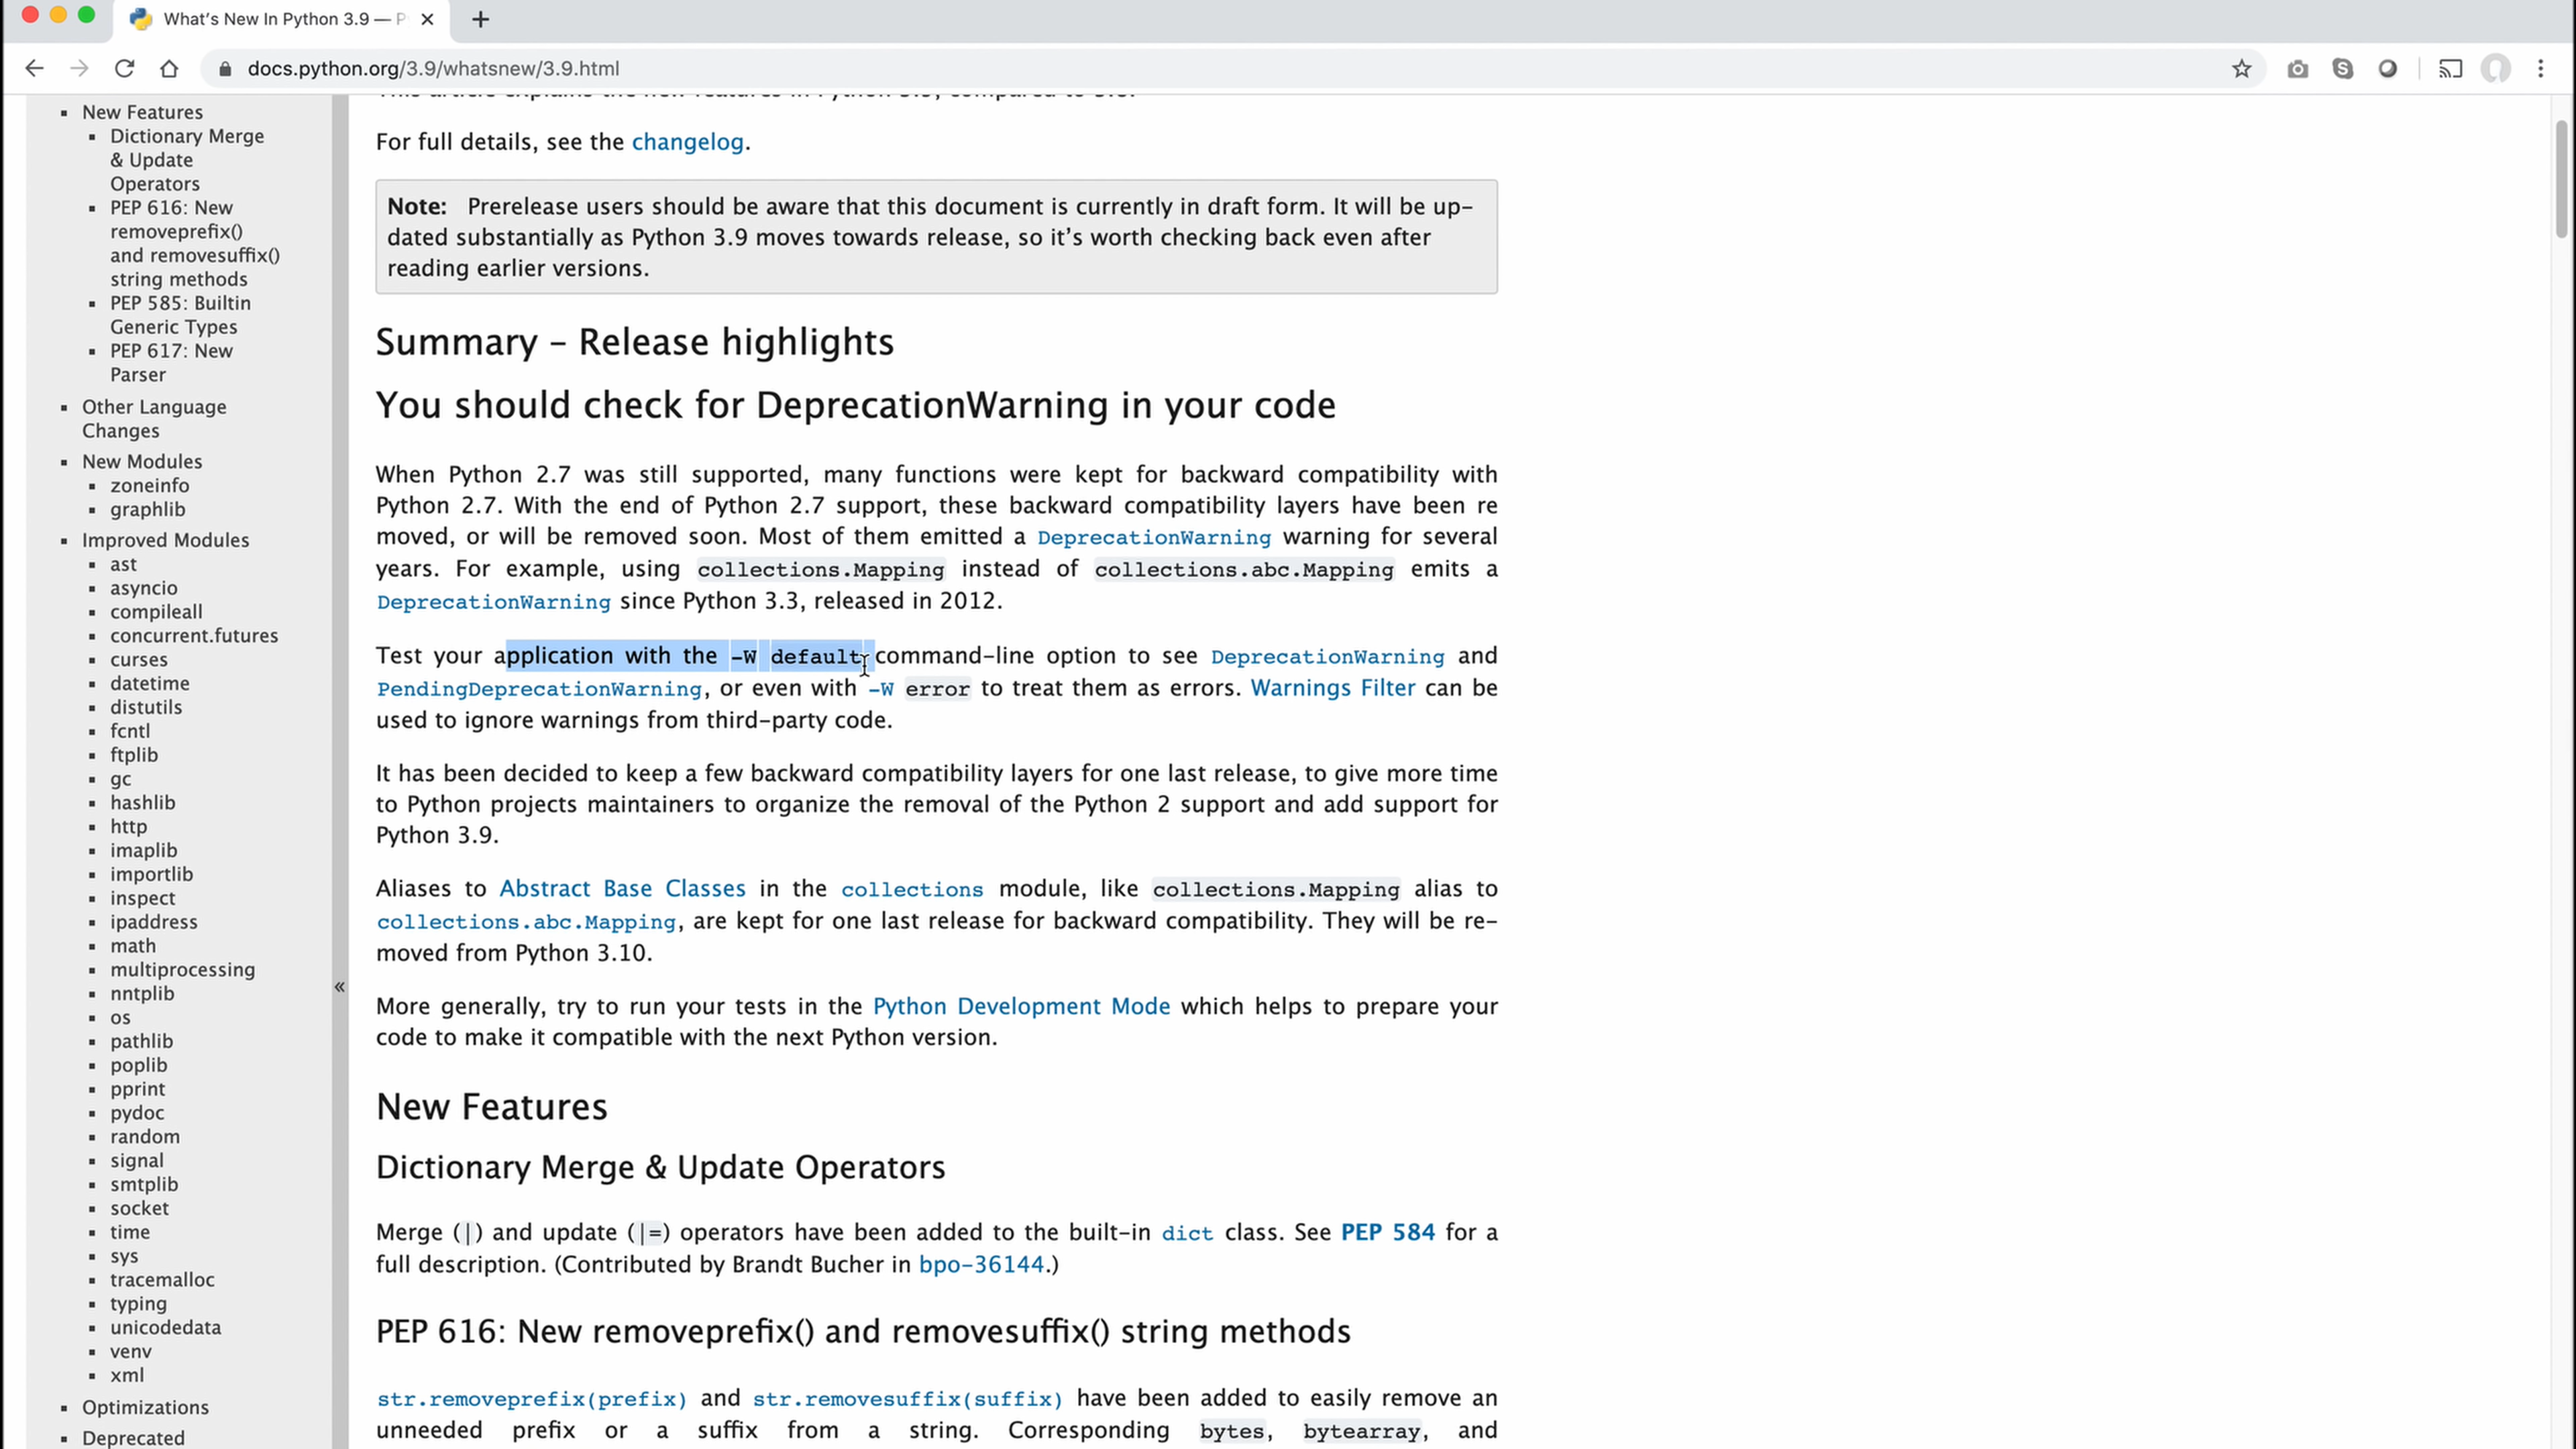 What's New In Python 3.9 — P
docs.python.org/3.9/whatsnew/3.9.html
New Features
Dictionary Merge
& Update
Operators
PEP 616: New
removeprefix()
and removesuffix()
string methods
PEP 585: Builtin
Generic Types
PEP 617: New
Parser
Other Language
Changes
New Modules
zoneinfo
graphlib
Improved Modules
ast
asyncio
compileall
concurrent.futures
curses
datetime
distutils
fcntl
ftplib
gc
hashlib
http
imaplib
importlib
inspect
ipaddress
math
multiprocessing
nntplib
os
pathlib
poplib
pprint
pydoc
random
signal
smtplib
socket
time
sys
tracemalloc
typing
unicodedata
venv
xml
Optimizations
Deprecated
«
This article explains the new features in Python 3.9, compared to 3.8.
For full details, see the changelog.
Note: Prerelease users should be aware that this document is currently in draft form. It will be up-
dated substantially as Python 3.9 moves towards release, so it's worth checking back even after
reading earlier versions.
Summary – Release highlights
You should check for DeprecationWarning in your code
When Python 2.7 was still supported, many functions were kept for backward compatibility with
Python 2.7. With the end of Python 2.7 support, these backward compatibility layers have been re
moved, or will be removed soon. Most of them emitted a DeprecationWarning warning for several
years. For example, using collections.Mapping instead of collections.abc.Mapping emits a
DeprecationWarning since Python 3.3, released in 2012.
Test your application with the -W default command-line option to see DeprecationWarning and
PendingDeprecationWarning, or even with -W error to treat them as errors. Warnings Filter can be
used to ignore warnings from third-party code.
It has been decided to keep a few backward compatibility layers for one last release, to give more time
to Python projects maintainers to organize the removal of the Python 2 support and add support for
Python 3.9.
Aliases to Abstract Base Classes in the collections module, like collections.Mapping alias to
collections.abc.Mapping, are kept for one last release for backward compatibility. They will be re-
moved from Python 3.10.
More generally, try to run your tests in the Python Development Mode which helps to prepare your
code to make it compatible with the next Python version.
New Features
Dictionary Merge & Update Operators
Merge (|) and update (|=) operators have been added to the built-in dict class. See PEP 584 for a
full description. (Contributed by Brandt Bucher in bpo-36144.)
PEP 616: New removeprefix() and removesuffix() string methods
str.removeprefix(prefix) and str.removesuffix(suffix) have been added to easily remove an
unneeded prefix or a suffix from a string. Corresponding bytes, bytearray, and